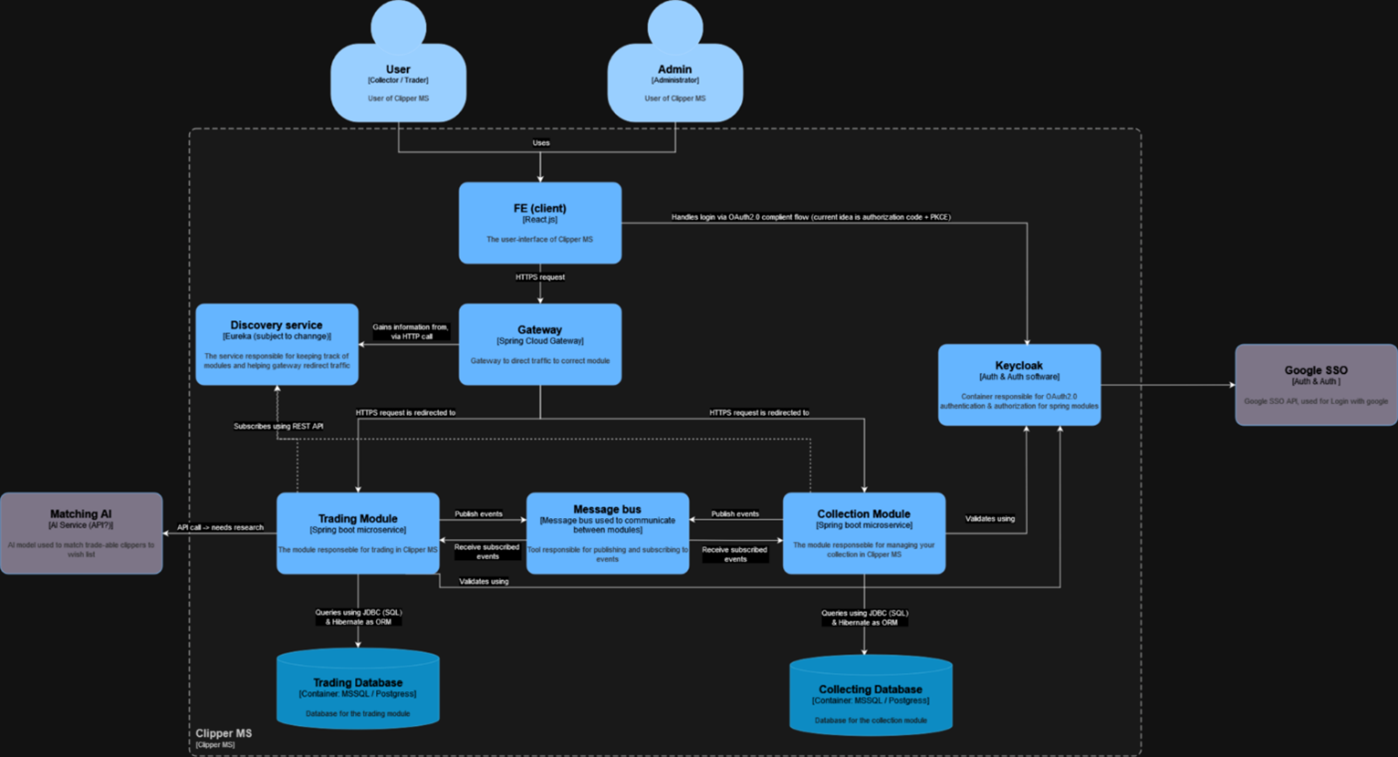 User
[Collector / Trader]
User of Clipper MS
Admin
[Administrator]
User of Clipper MS
Uses
FE (client)
[React.js]
The user-interface of Clipper MS
Handles login via OAuth2.0 complient flow (current idea is authorization code + PKCE)
HTTPS request
Discovery service
[Eureka (subject to channge)]
The service responsible for keeping track of
modules and helping gateway redirect traffic
Gains information from,
via HTTP call
Gateway
[Spring Cloud Gateway]
Gateway to direct traffic to correct module
Keycloak
[Auth & Auth software]
Container responsible for OAuth2.0
authentication & authorization for spring modules
Google SSO
[Auth & Auth ]
Google SSO API, used for Login with google
HTTPS request is redirected to
HTTPS request is redirected to
Subscribes using REST API
Matching AI
[AI Service (API?)]
AI model used to match trade-able clippers to
wish list
API call -> needs research
Trading Module
[Spring boot microservice]
The module responseble for trading in Clipper MS
Publish events
Receive subscribed
events
Message bus
[Message bus used to communicate
between modules]
Tool responsible for publishing and subscribing to
events
Publish events
Receive subscribed
events
Collection Module
[Spring boot microservice]
The module responseble for managing your
collection in Clipper MS
Validates using
Validates using
Queries using JDBC (SQL)
& Hibernate as ORM
Queries using JDBC (SQL)
& Hibernate as ORM
Trading Database
[Container: MSSQL / Postgress]
Database for the trading module
Collecting Database
[Container: MSSQL / Postgress]
Database for the collection module
Clipper MS
[Clipper MS]